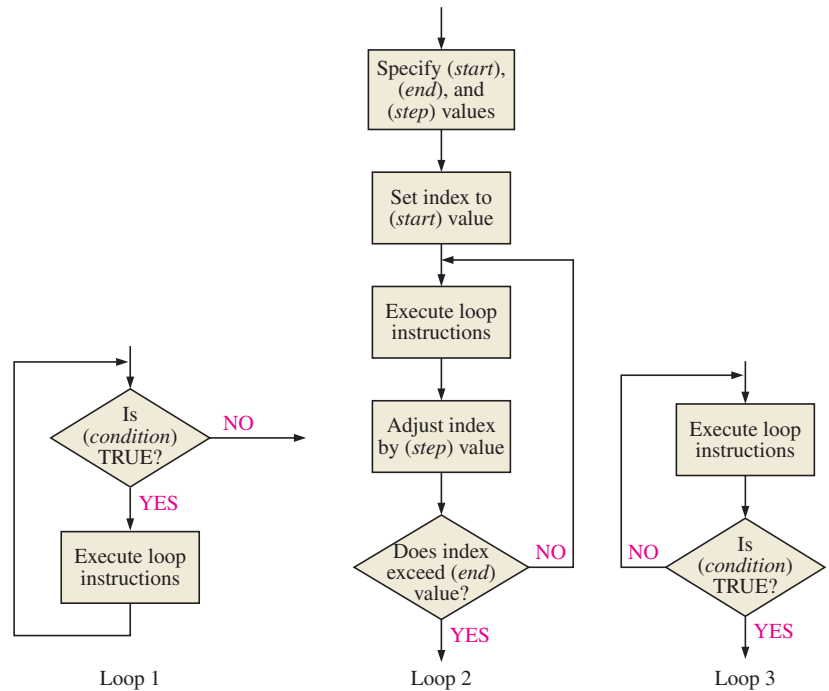 Is
(condition)
TRUE?
NO
YES
Execute loop
instructions
Loop 1
Specify (start),
(end), and
(step) values
Set index to
(start) value
Execute loop
instructions
Adjust index
by (step) value
Does index
exceed (end)
value?
NO
YES
Loop 2
Execute loop
instructions
Is
(condition)
TRUE?
NO
YES
Loop 3